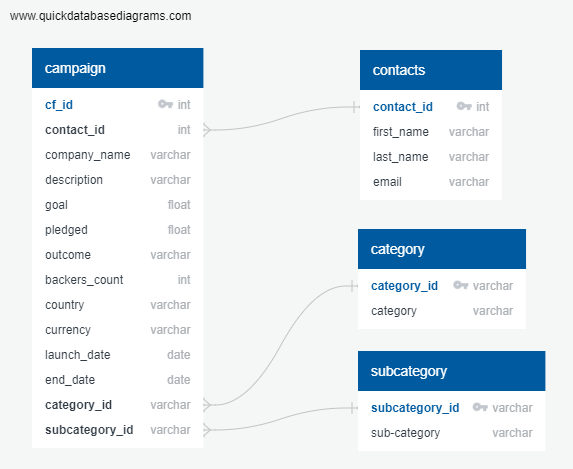 www.quickdatabasediagrams.com
campaign
cf_id int
contact_id int
company_name varchar
description varchar
goal float
pledged float
outcome varchar
backers_count int
country varchar
currency varchar
launch_date date
end_date date
category_id varchar
subcategory_id varchar
contacts
contact_id int
first_name varchar
last_name varchar
email varchar
category
category_id varchar
category varchar
subcategory
subcategory_id varchar
sub-category varchar